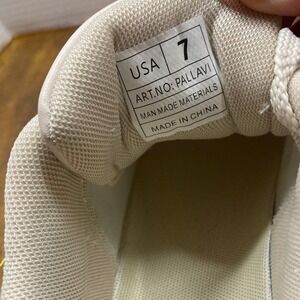 USA 7
ART.NO: PALLAVI
MAN MADE MATERIALS
MADE IN CHINA